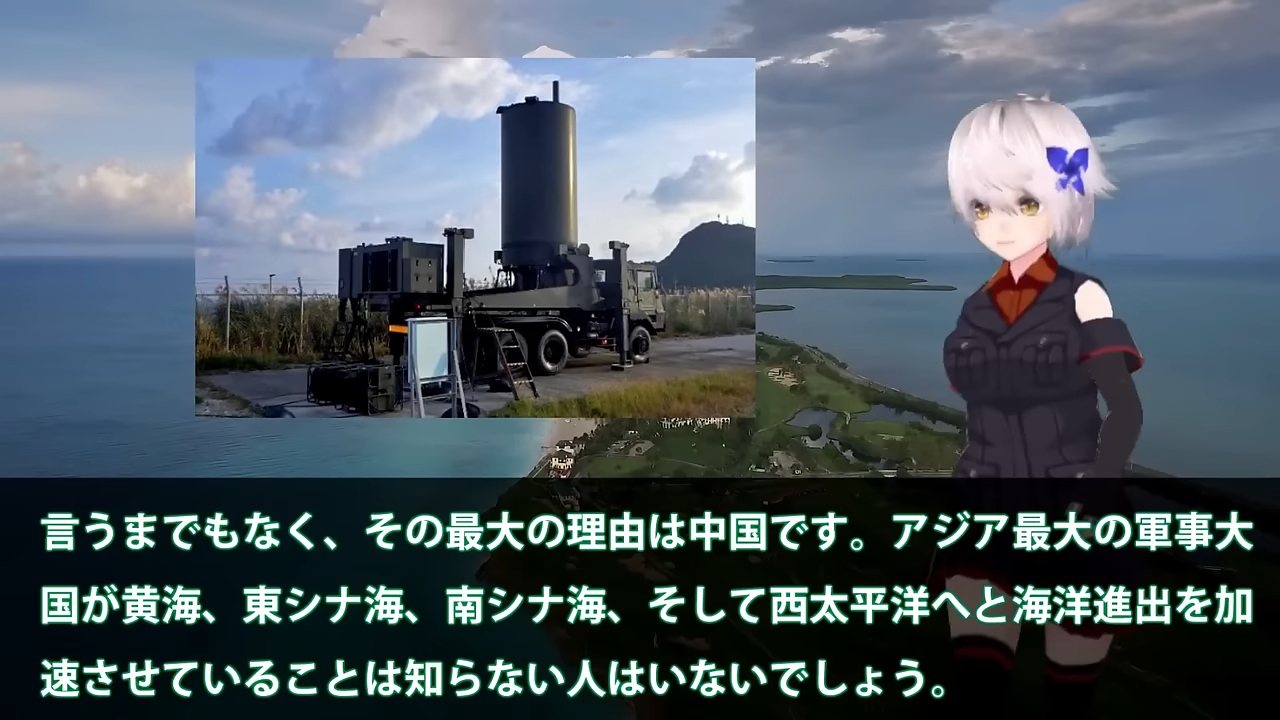 言うまでもなく、その最大の理由は中国です。アジア最大の軍事大
国が黄海、東シナ海、南シナ海、そして西太平洋へと海洋進出を加
速させていることは知らない人はいないでしょう。